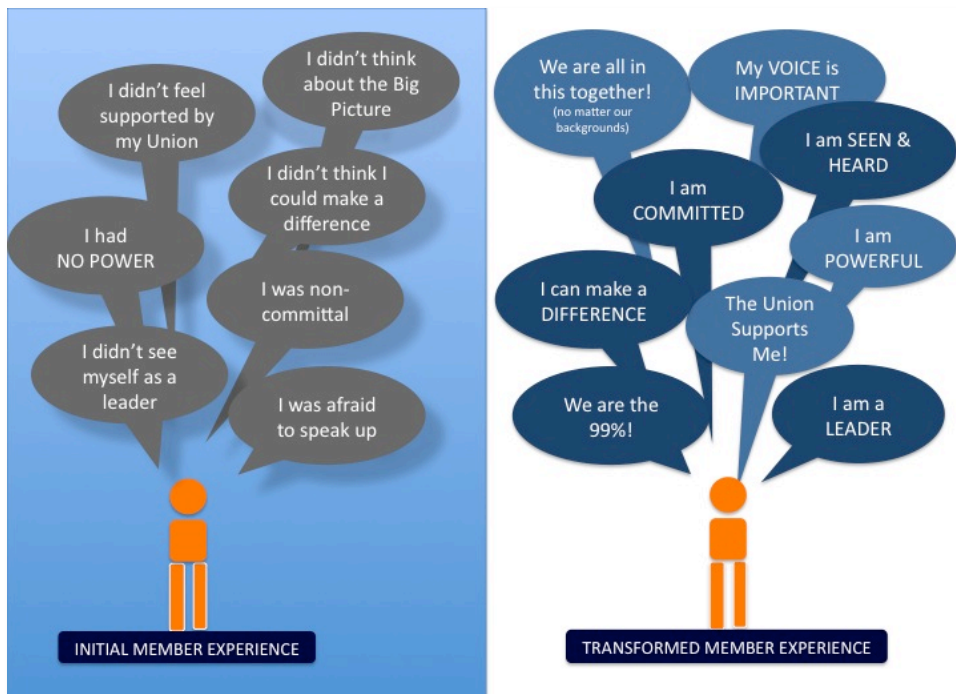 I didn’t feel
supported by
my Union
I didn’t think
about the Big
Picture
I didn’t think I
could make a
difference
I had
NO POWER
I was non-
committal
I didn’t see
myself as a
leader
I was afraid
to speak up
INITIAL MEMBER EXPERIENCE
We are all in
this together!
(no matter our
backgrounds)
My VOICE is
IMPORTANT
I am SEEN &
HEARD
I am
COMMITTED
I am
POWERFUL
I can make a
DIFFERENCE
The Union
Supports
Me!
We are the
99%!
I am a
LEADER
TRANSFORMED MEMBER EXPERIENCE